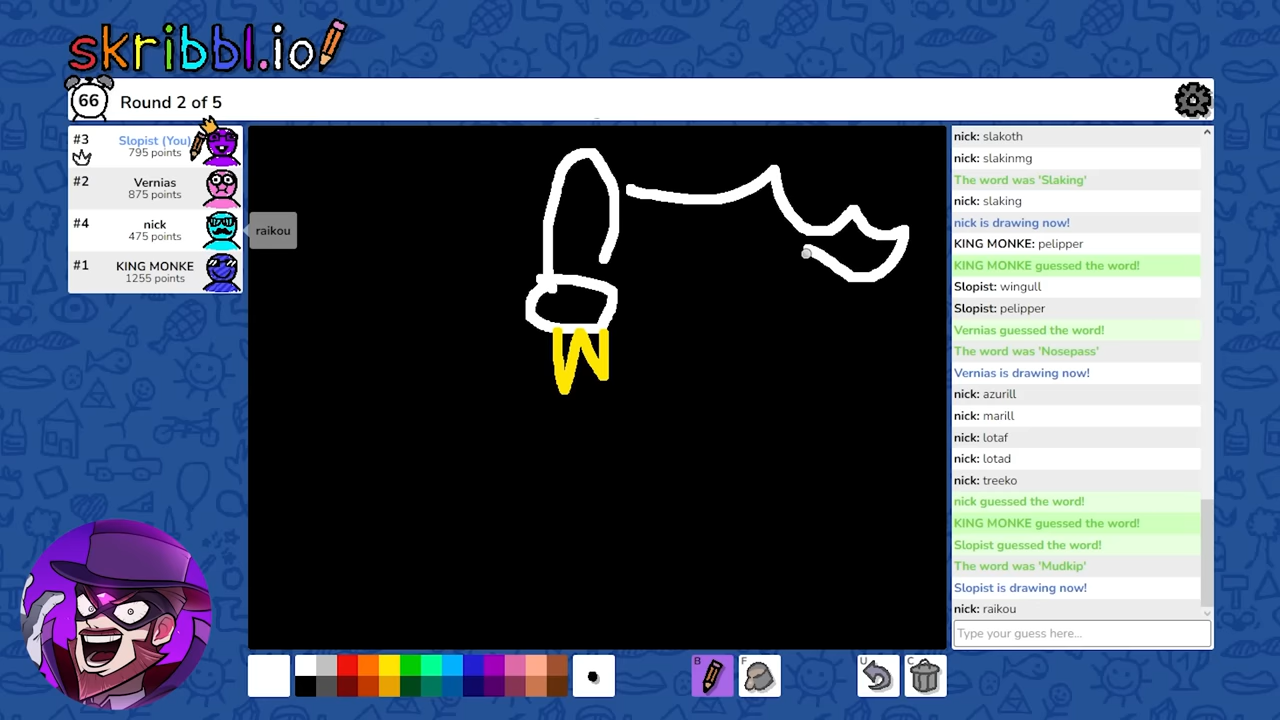 skribbl.io
66
Round 2 of 5
#3
Slopist (You)
795 points
#2
Vernias
875 points
#4
nick
475 points
raikou
#1
KING MONKE
1255 points
nick: slakoth
nick: slakinmg
The word was 'Slaking'
nick: slaking
nick is drawing now!
KING MONKE: pelipper
KING MONKE guessed the word!
Slopist: wingull
Slopist: pelipper
Vernias guessed the word!
The word was 'Nosepass'
Vernias is drawing now!
nick: azurill
nick: marill
nick: lotaf
nick: lotad
nick: treeko
nick guessed the word!
KING MONKE guessed the word!
Slopist guessed the word!
The word was 'Mudkip'
Slopist is drawing now!
nick: raikou
Type your guess here...
B
F
U
C